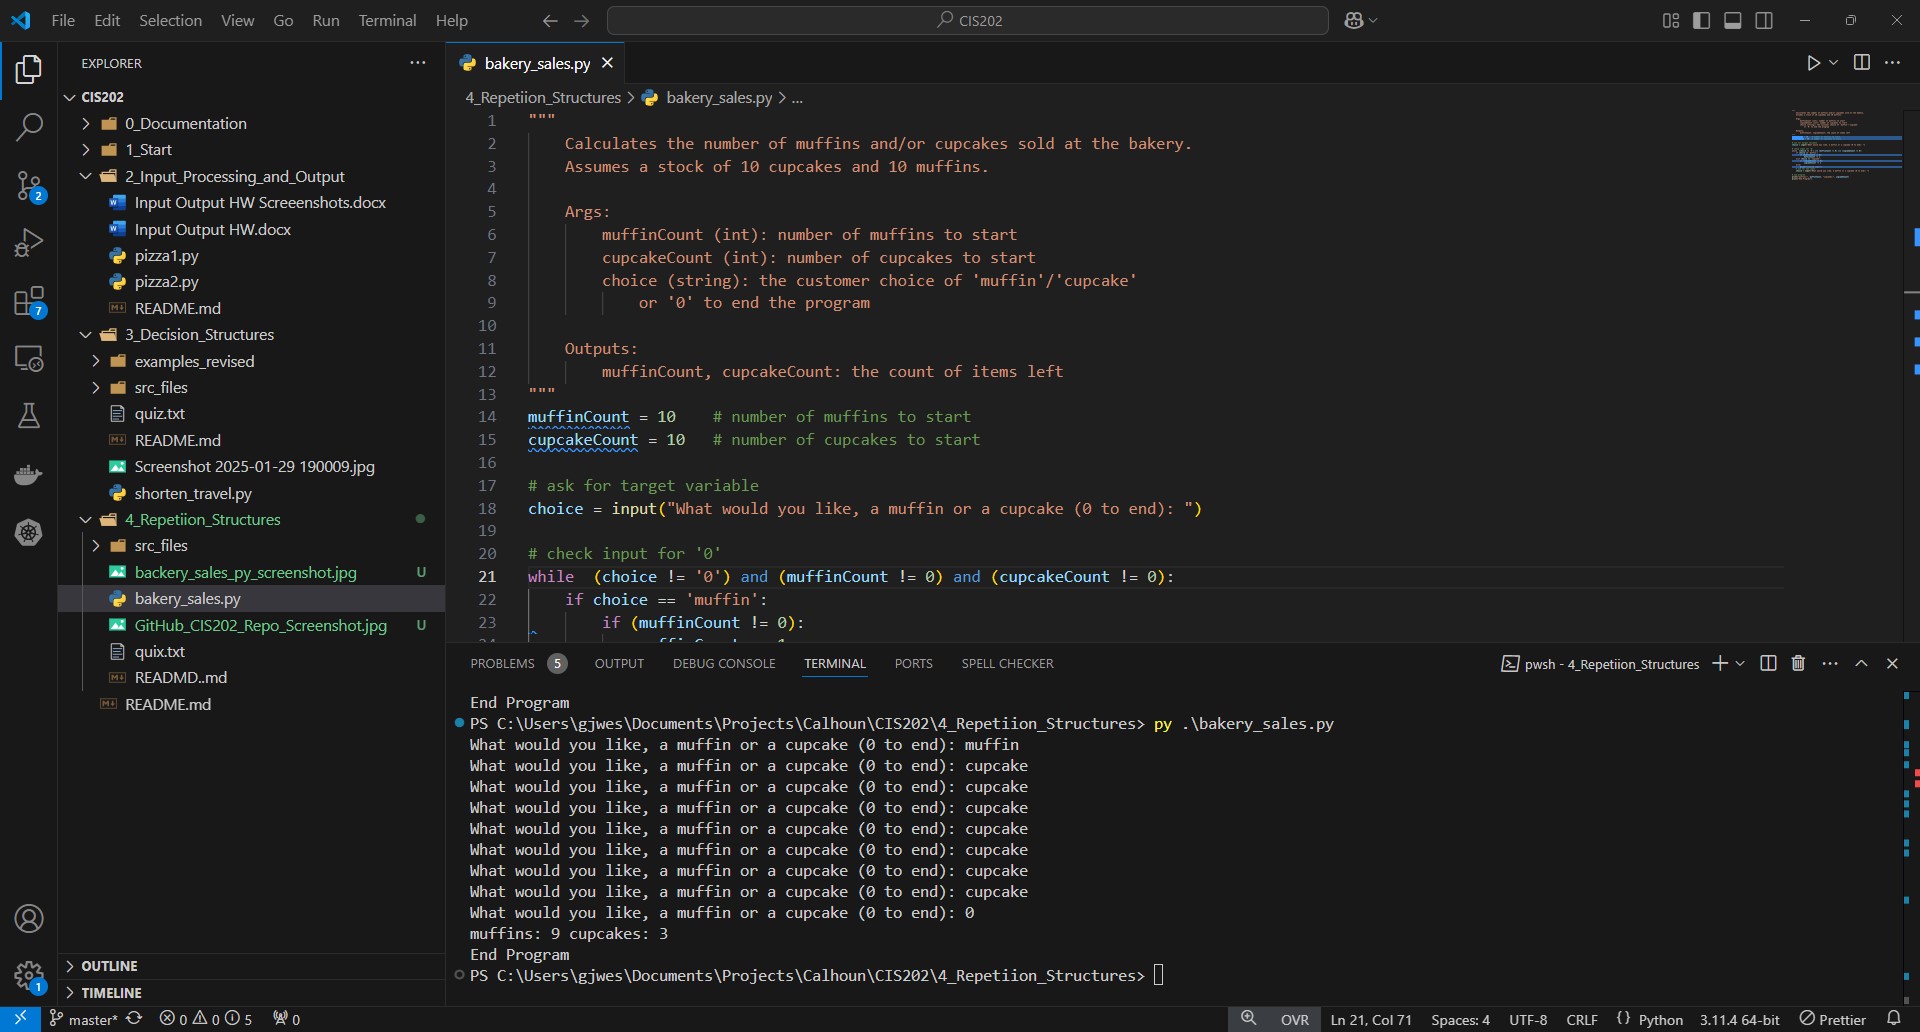 File Edit Selection View Go Run Terminal Help
CIS202
EXPLORER
CIS202
0_Documentation
1_Start
2_Input_Processing_and_Output
Input Output HW Screeenshots.docx
Input Output HW.docx
pizza1.py
pizza2.py
README.md
3_Decision_Structures
examples_revised
src_files
quiz.txt
README.md
Screenshot 2025-01-29 190009.jpg
shorten_travel.py
4_Repetiion_Structures
src_files
backery_sales_py_screenshot.jpg U
bakery_sales.py
GitHub_CIS202_Repo_Screenshot.jpg U
quix.txt
READMD..md
README.md
OUTLINE
TIMELINE
2
7
1
bakery_sales.py
4_Repetiion_Structures > bakery_sales.py > ...
1 """
2 Calculates the number of muffins and/or cupcakes sold at the bakery.
3 Assumes a stock of 10 cupcakes and 10 muffins.
4
5 Args:
6 muffinCount (int): number of muffins to start
7 cupcakeCount (int): number of cupcakes to start
8 choice (string): the customer choice of 'muffin'/'cupcake'
9 or '0' to end the program
10
11 Outputs:
12 muffinCount, cupcakeCount: the count of items left
13 """
14 muffinCount = 10 # number of muffins to start
15 cupcakeCount = 10 # number of cupcakes to start
16
17 # ask for target variable
18 choice = input("What would you like, a muffin or a cupcake (0 to end): ")
19
20 # check input for '0'
21 while (choice != '0') and (muffinCount != 0) and (cupcakeCount != 0):
22 if choice == 'muffin':
23 if (muffinCount != 0):
PROBLEMS 5 OUTPUT DEBUG CONSOLE TERMINAL PORTS SPELL CHECKER
pwsh - 4_Repetiion_Structures
End Program
PS C:\Users\gjwes\Documents\Projects\Calhoun\CIS202\4_Repetiion_Structures> py .\bakery_sales.py
What would you like, a muffin or a cupcake (0 to end): muffin
What would you like, a muffin or a cupcake (0 to end): cupcake
What would you like, a muffin or a cupcake (0 to end): cupcake
What would you like, a muffin or a cupcake (0 to end): cupcake
What would you like, a muffin or a cupcake (0 to end): cupcake
What would you like, a muffin or a cupcake (0 to end): cupcake
What would you like, a muffin or a cupcake (0 to end): cupcake
What would you like, a muffin or a cupcake (0 to end): cupcake
What would you like, a muffin or a cupcake (0 to end): 0
muffins: 9 cupcakes: 3
End Program
PS C:\Users\gjwes\Documents\Projects\Calhoun\CIS202\4_Repetiion_Structures>
master* 0 0 5 0 OVR Ln 21, Col 71 Spaces: 4 UTF-8 CRLF {} Python 3.11.4 64-bit Prettier